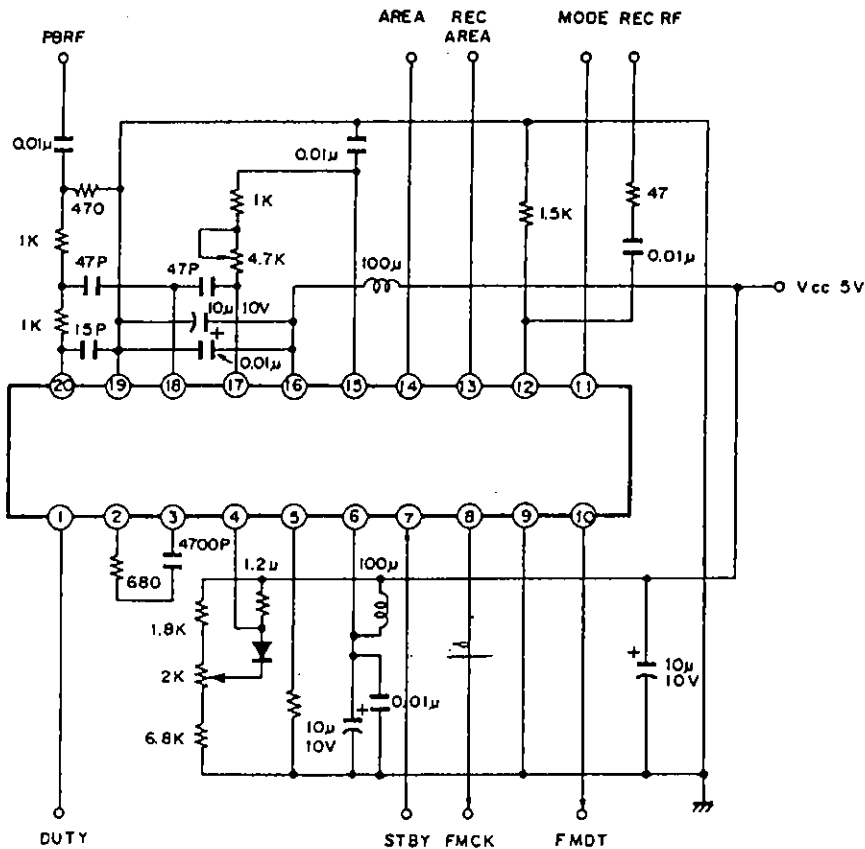 AREA REC AREA MODE REC RF
PBRF
0.01μ
0.01μ
470
1K
1.5K
47
1K
47P
47P
4.7K
100μ
0.01μ
Vcc 5V
10μ 10V
1K
15P
+
0.01μ
20 19 18 17 16 15 14 13 12 11
1 2 3 4 5 6 7 8 9 10
4700P
680
1.2μ
100μ
1.8K
2K
6.8K
+
10μ 10V
0.01μ
+
10μ 10V
DUTY STBY FMCK FMDT